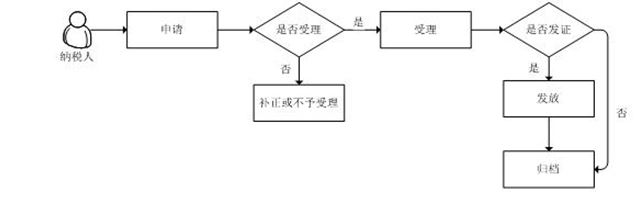 纳税人
申请
是否受理
是
受理
是否发证
否
补正或不予受理
是
发放
否
归档